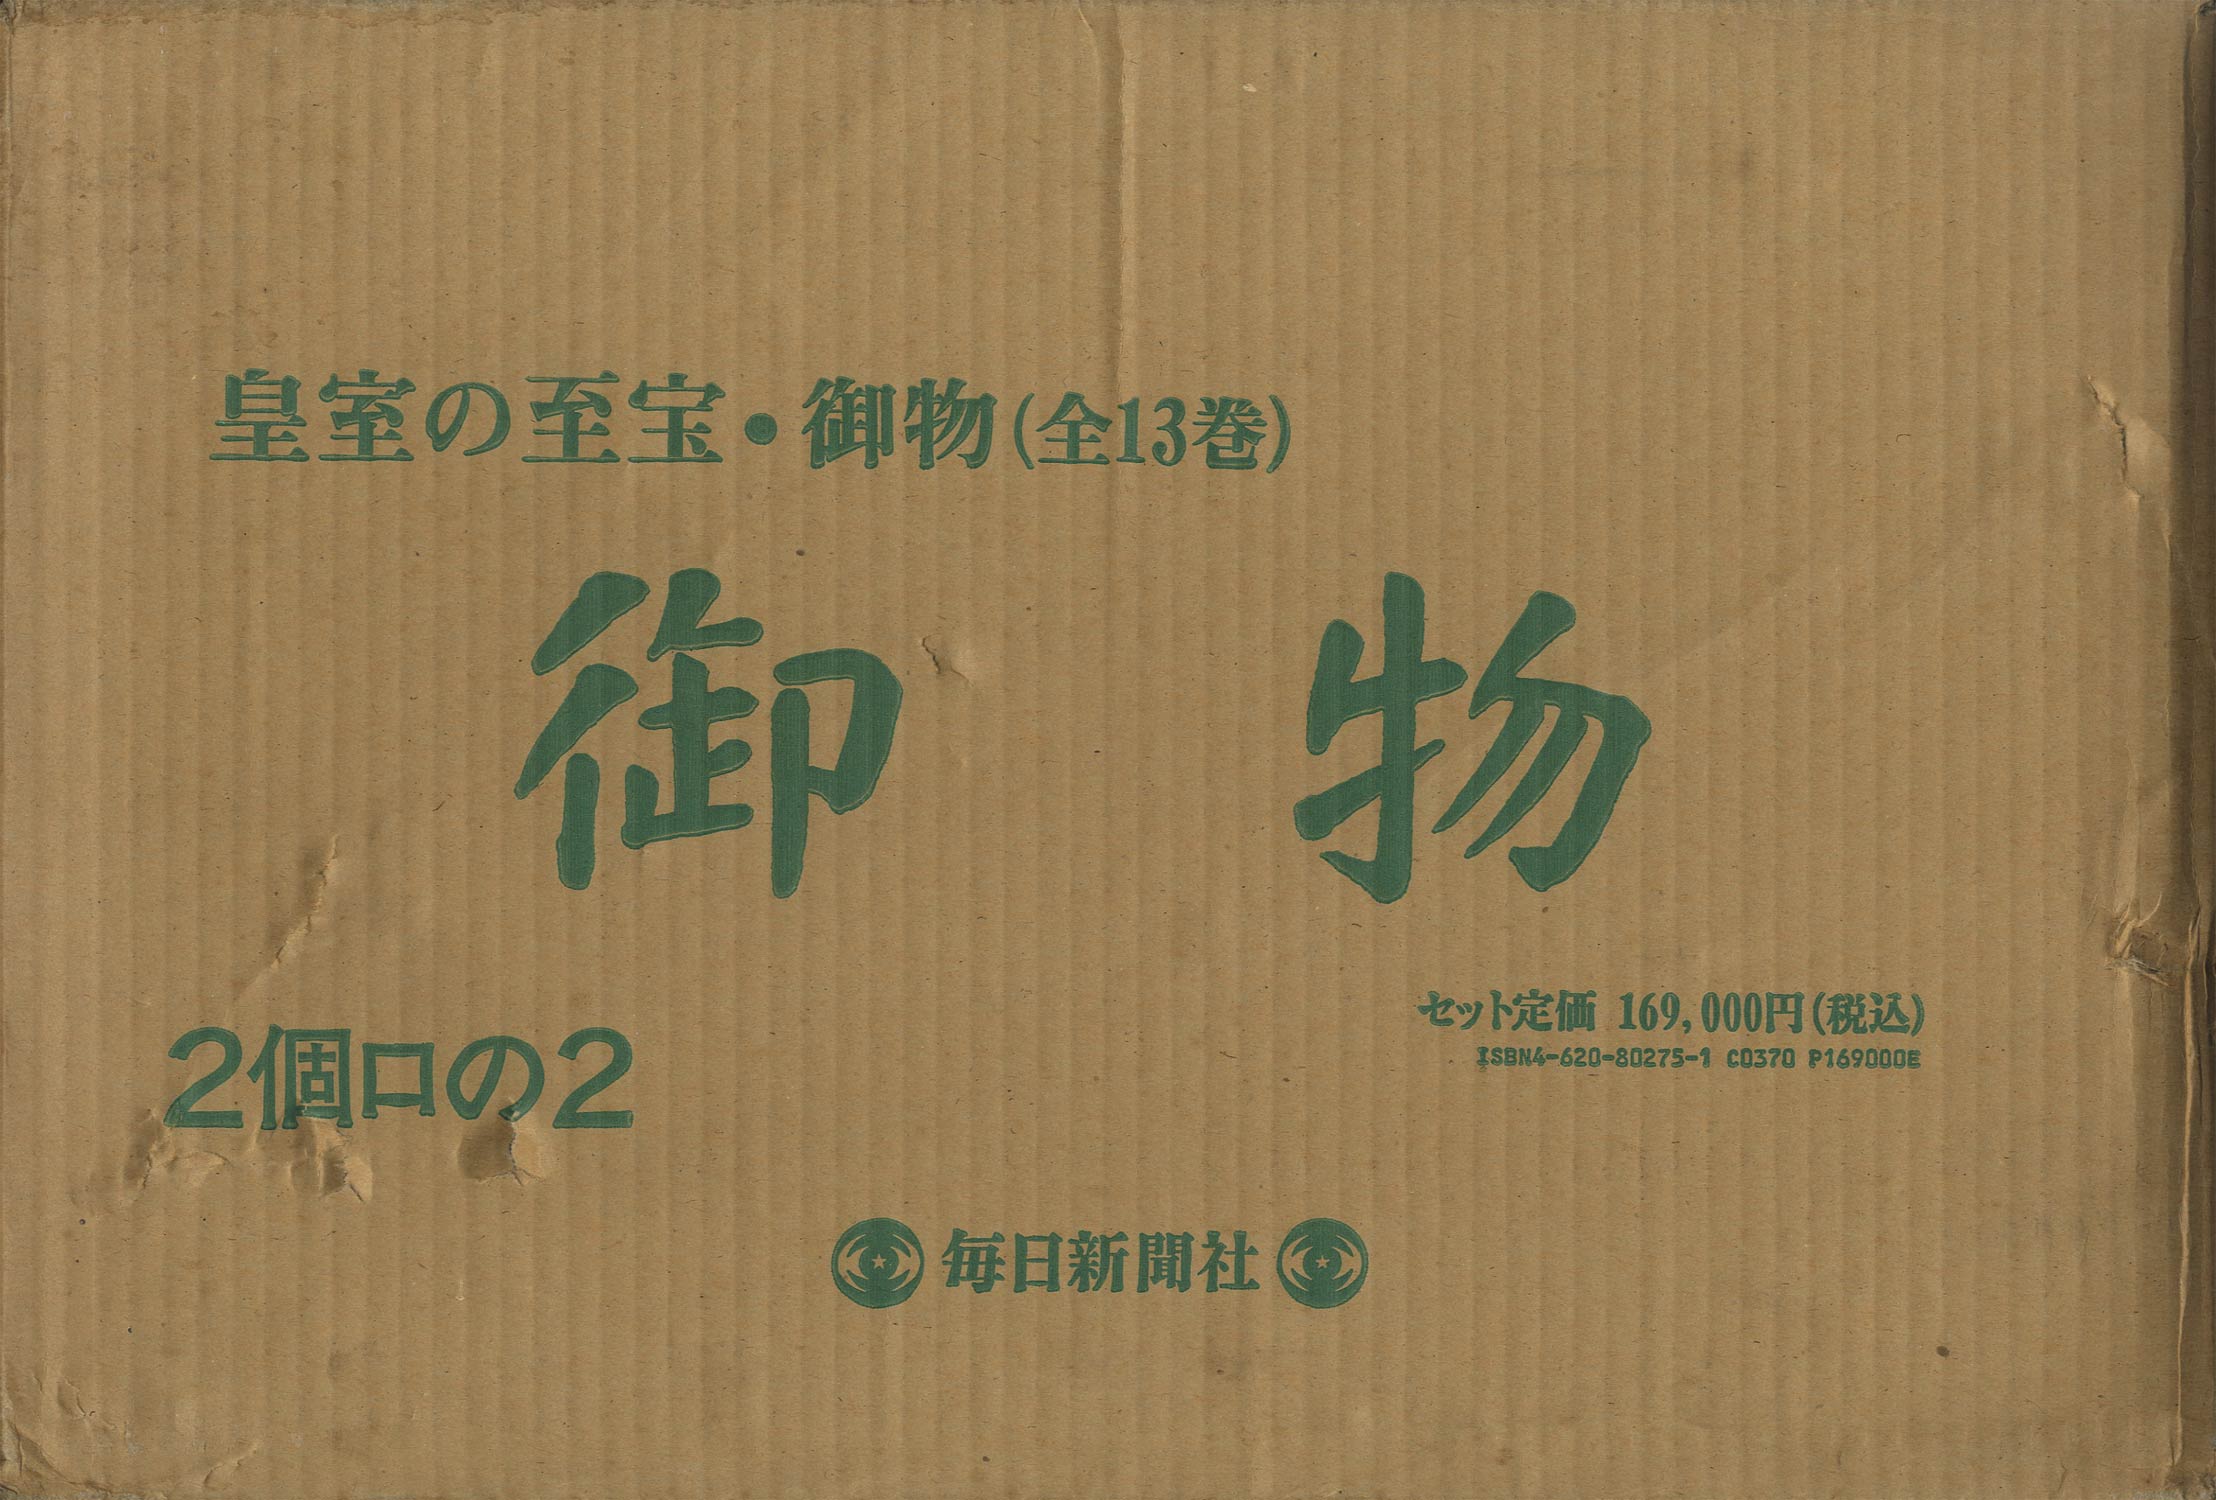 皇室の至宝・御物(全13巻)
御物
セット定価 169,000円(税込)
ISBN4-620-80275-1 C0370 P169000E
2個口の2
毎日新聞社